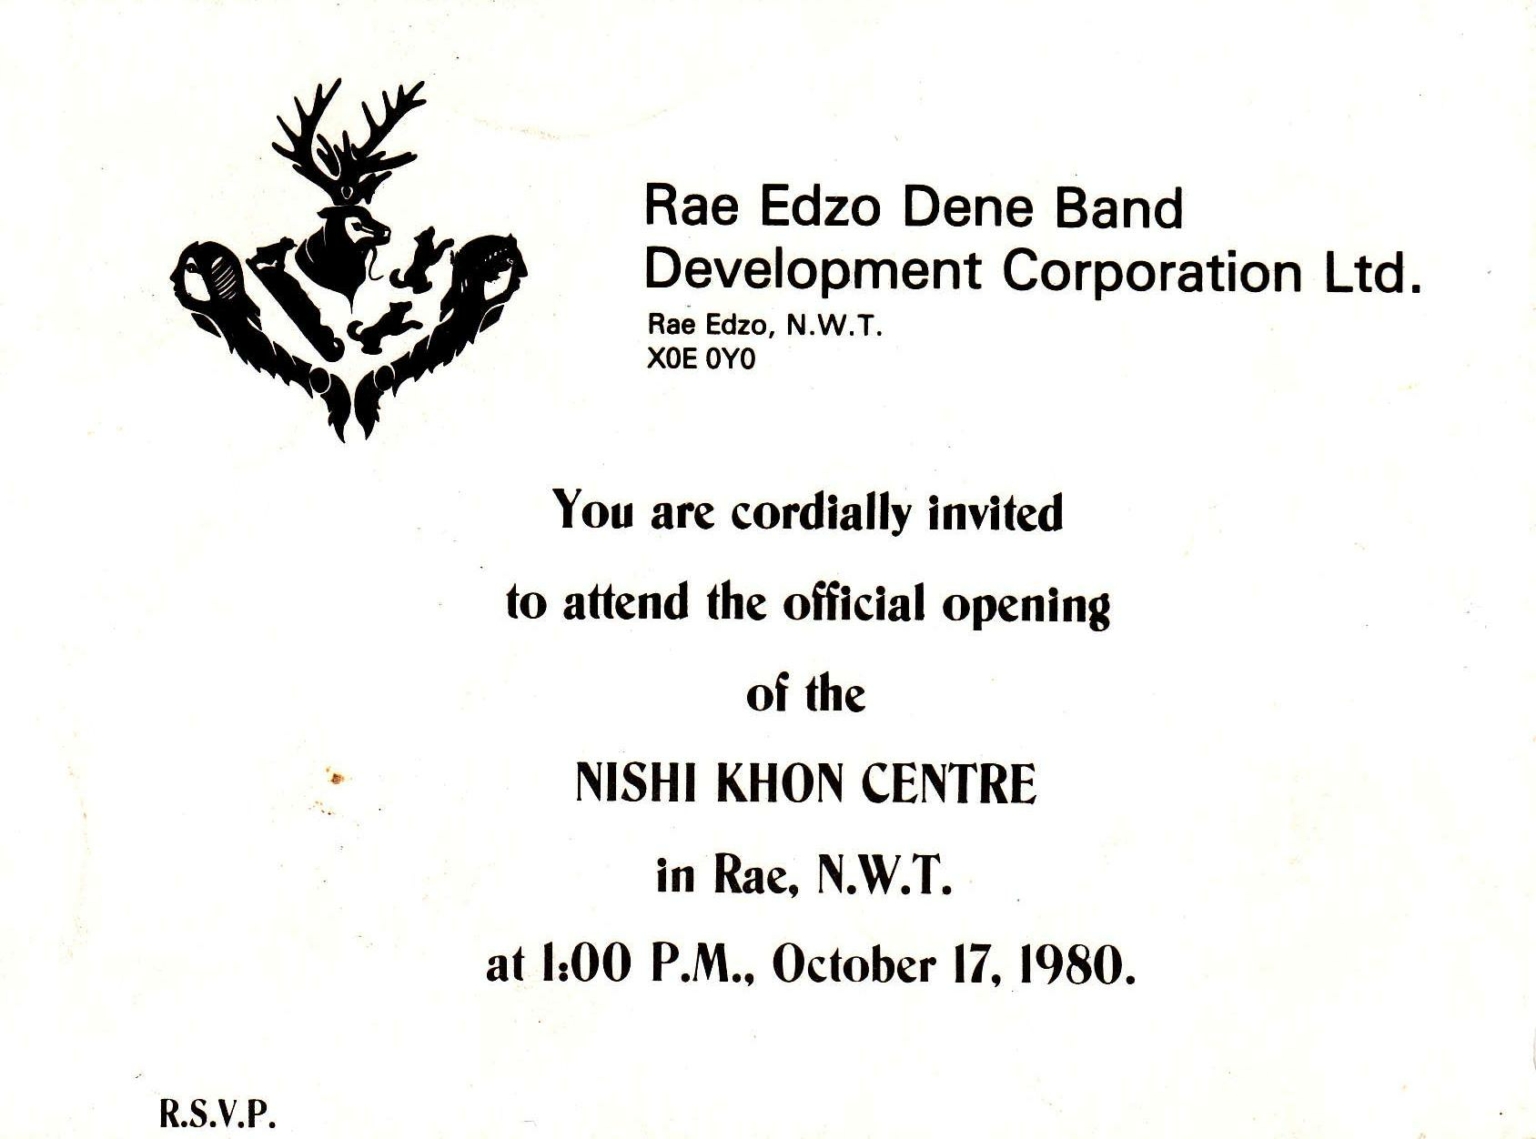 Rae Edzo Dene Band
Development Corporation Ltd.
Rae Edzo, N.W.T.
X0E 0Y0
You are cordially invited
to attend the official opening
of the
NISHI KHON CENTRE
in Rae, N.W.T.
at 1:00 P.M., October 17, 1980.
R.S.V.P.